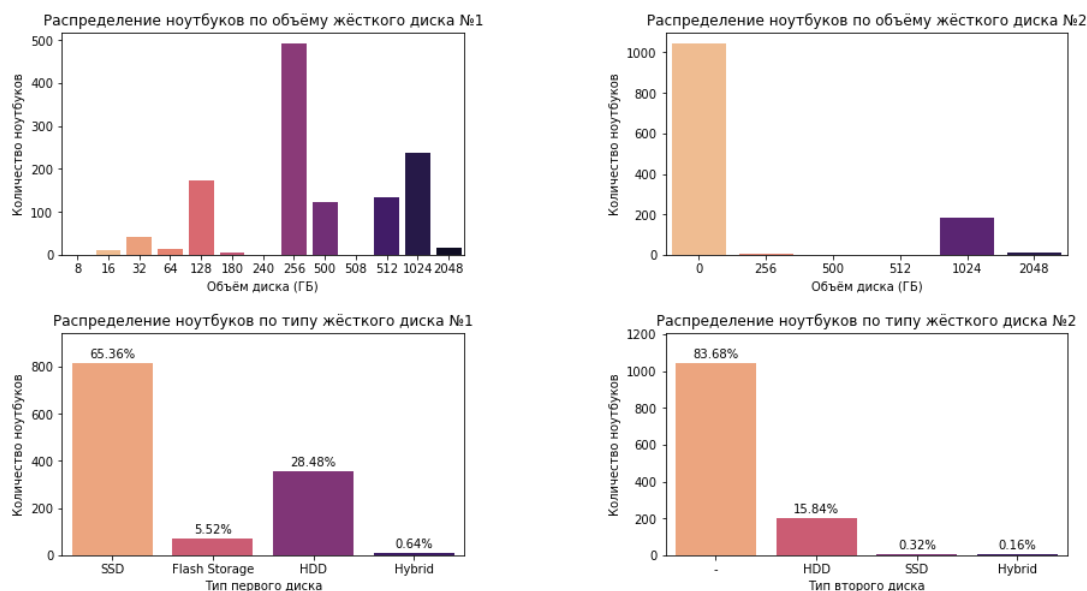 Распределение ноутбуков по объёму жёсткого диска №1
Количество ноутбуков
500
400
300
200
100
0
8 16 32 64 128 180 240 256 500 508 512 1024 2048
Объём диска (ГБ)
Распределение ноутбуков по объёму жёсткого диска №2
Количество ноутбуков
1000
800
600
400
200
0
0 256 500 512 1024 2048
Объём диска (ГБ)
Распределение ноутбуков по типу жёсткого диска №1
Количество ноутбуков
800
600
400
200
0
65.36%
5.52%
28.48%
0.64%
SSD Flash Storage HDD Hybrid
Тип первого диска
Распределение ноутбуков по типу жёсткого диска №2
Количество ноутбуков
1200
1000
800
600
400
200
0
83.68%
15.84%
0.32%
0.16%
- HDD SSD Hybrid
Тип второго диска